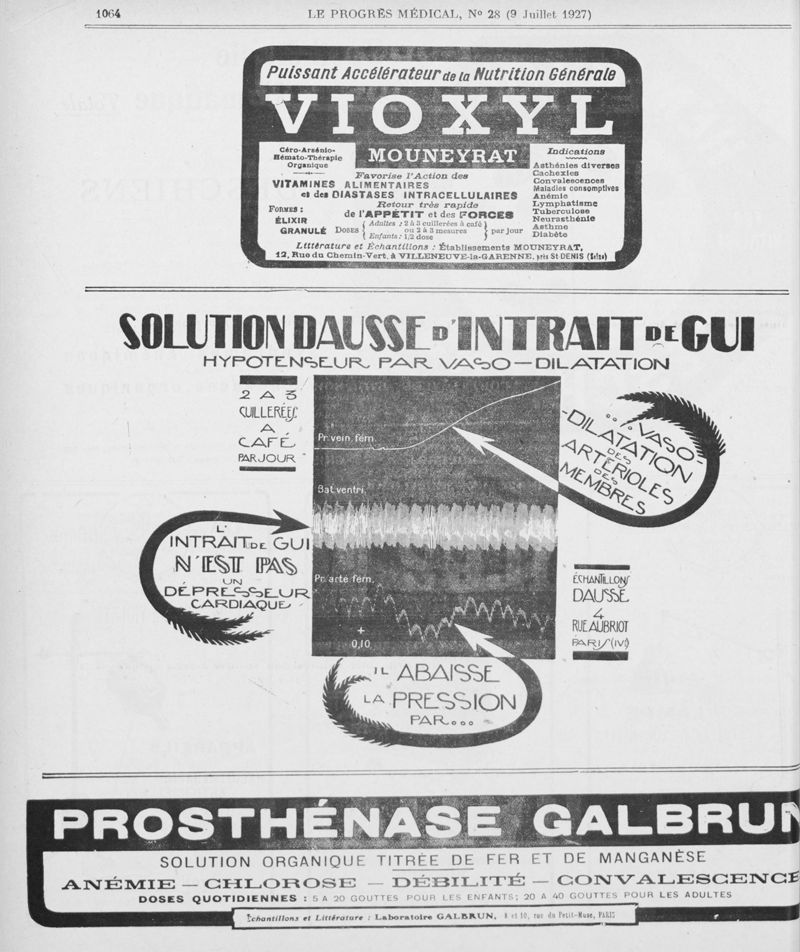 1064
LE PROGRÈS MÉDICAL, No 28 (9 Juillet 1927)
Puissant Accélérateur de la Nutrition Générale
VIOXYL
MOUNEYRAT
Céro-Arsénio-
Hémato-Thérapie
Organique
Favorise l'Action des
VITAMINES ALIMENTAIRES
et des DIASTASES INTRACELLULAIRES
Retour très rapide
de l'APPÉTIT et des FORCES
FORMES :
ÉLIXIR
GRANULÉ
DOSES
Adultes : 2 à 3 cuillerées à café
ou 2 à 3 mesures
Enfants : 1/2 dose
par jour
Indications
Asthénies diverses
Cachexies
Convalescences
Maladies consomptives
Anémie
Lymphatisme
Tuberculose
Neurasthénie
Asthme
Diabète
Littérature et Échantillons : Établissements MOUNEYRAT,
12, Rue du Chemin-Vert, à VILLENEUVE-la-GARENNE, près St-DENIS (Seine)
SOLUTION DAUSSE D'INTRAIT DE GUI
HYPOTENSEUR PAR VASO-DILATATION
2 A 3
CUILLERÉES
A
CAFÉ
PAR JOUR
Pr. vein. fém.
Bat. ventri.
Pr. arté fém.
+
0,10
... VASO-
-DILATATION
DES
ARTÉRIOLES
DES
MEMBRES
L'
INTRAIT DE GUI
N'EST PAS
UN
DÉPRESSEUR
CARDIAQUE
ÉCHANTILLONS
DAUSSE
4
RUE AUBRIOT
PARIS (IVe)
IL ABAISSE
LA PRESSION
PAR...
PROSTHÉNASE GALBRUN
SOLUTION ORGANIQUE TITRÉE DE FER ET DE MANGANÈSE
ANÉMIE — CHLOROSE — DÉBILITÉ — CONVALESCENCE
DOSES QUOTIDIENNES : 5 A 20 GOUTTES POUR LES ENFANTS; 20 A 40 GOUTTES POUR LES ADULTES
Échantillons et Littérature : Laboratoire GALBRUN, 8 et 10, rue du Petit-Musc, PARIS